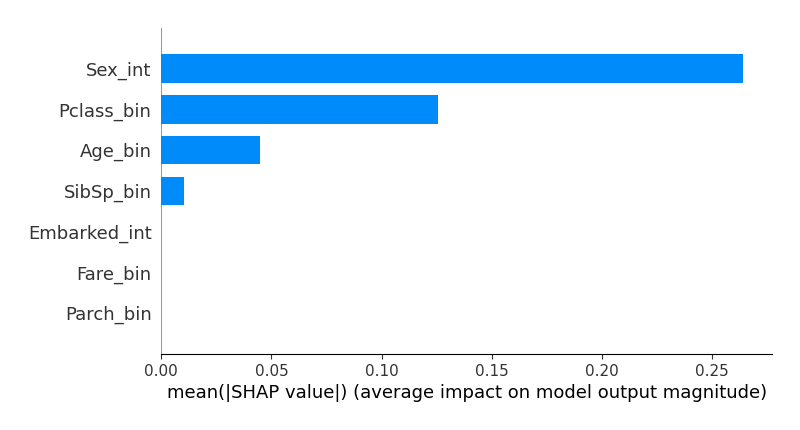 Sex_int
Pclass_bin
Age_bin
SibSp_bin
Embarked_int
Fare_bin
Parch_bin
0.00 0.05 0.10 0.15 0.20 0.25
mean(|SHAP value|) (average impact on model output magnitude)